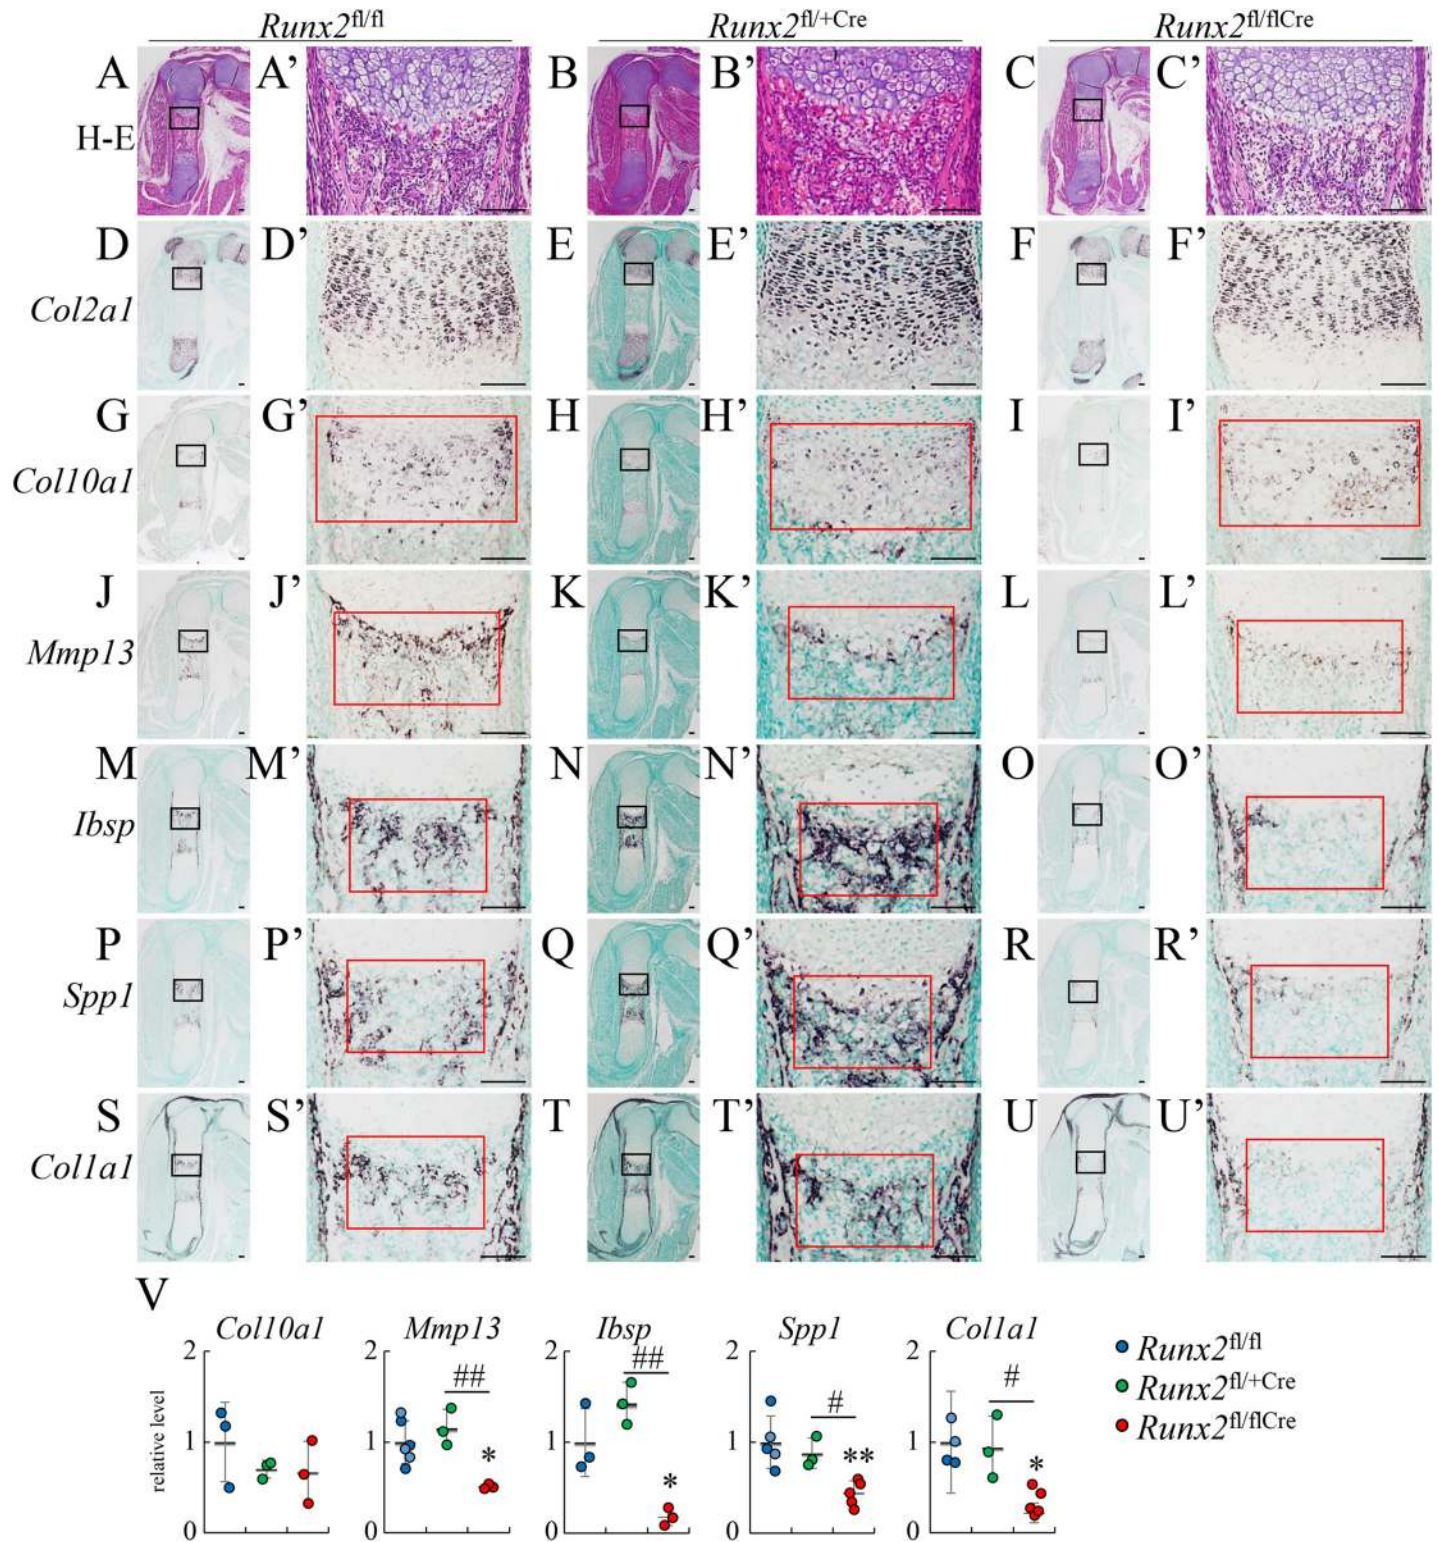 Runx2fl/fl Runx2fl/+Cre Runx2fl/flCre
A A’ B B’ C C’
H-E
D D’ E E’ F F’
Col2a1
G G’ H H’ I I’
Col10a1
J J’ K K’ L L’
Mmp13
M M’ N N’ O O’
Ibsp
P P’ Q Q’ R R’
Spp1
S S’ T T’ U U’
Col1a1
V
Col10a1 Mmp13 Ibsp Spp1 Col1a1
2 2 2 2 2
## ## # #
relative level
1 1 1 1 1
* * ** *
0 0 0 0 0
Runx2fl/fl
Runx2fl/+Cre
Runx2fl/flCre